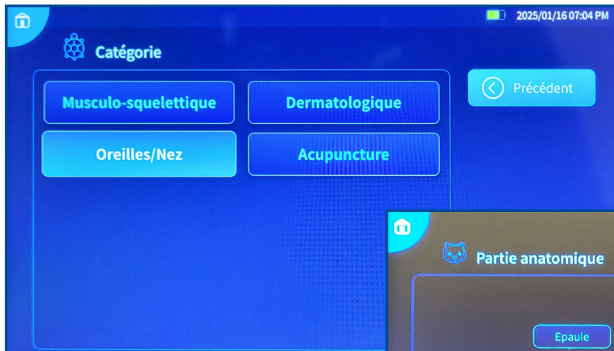 2025/01/16 07:04 PM
Catégorie
Précédent
Musculo-squelettique Dermatologique
Oreilles/Nez Acupuncture
Partie anatomique
Epaule